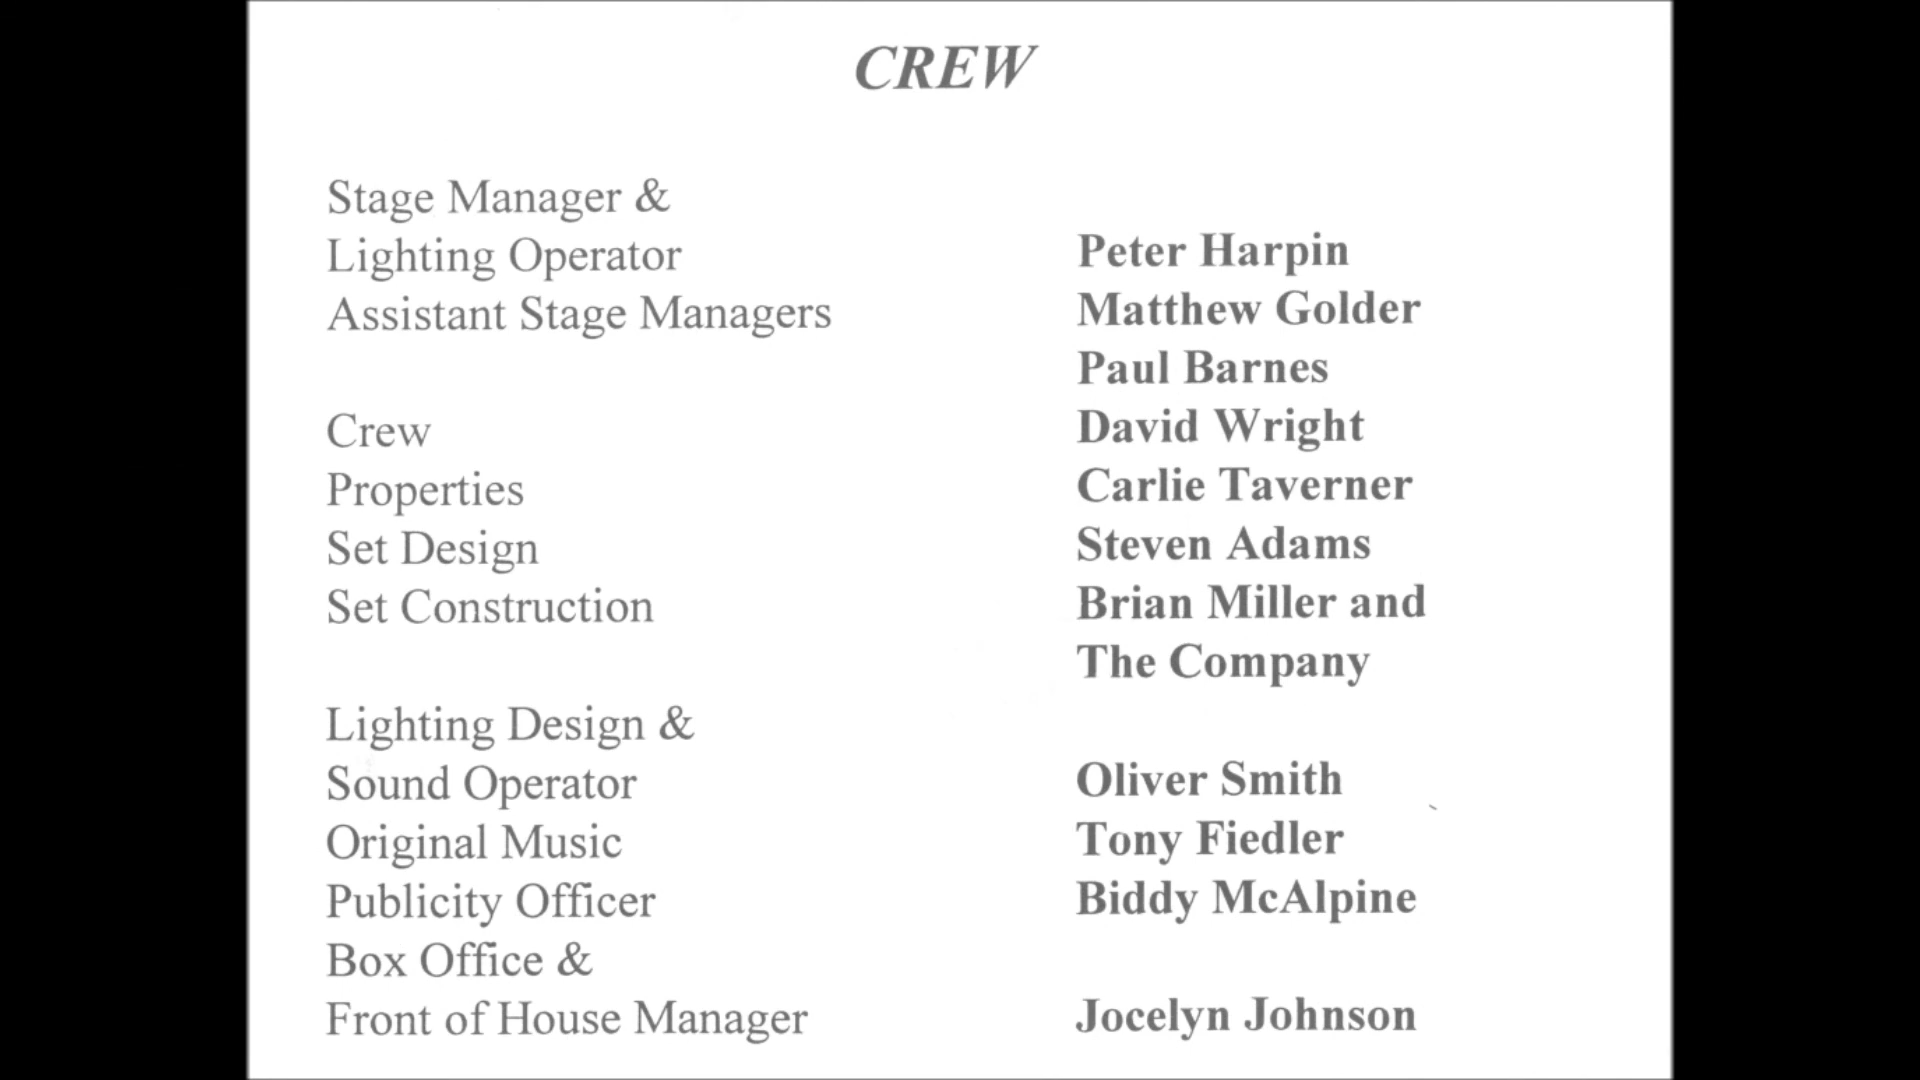 CREW
Stage Manager &
Lighting Operator Peter Harpin
Assistant Stage Managers Matthew Golder
Paul Barnes
Crew David Wright
Properties Carlie Taverner
Set Design Steven Adams
Set Construction Brian Miller and
The Company
Lighting Design &
Sound Operator Oliver Smith
Original Music Tony Fiedler
Publicity Officer Biddy McAlpine
Box Office &
Front of House Manager Jocelyn Johnson